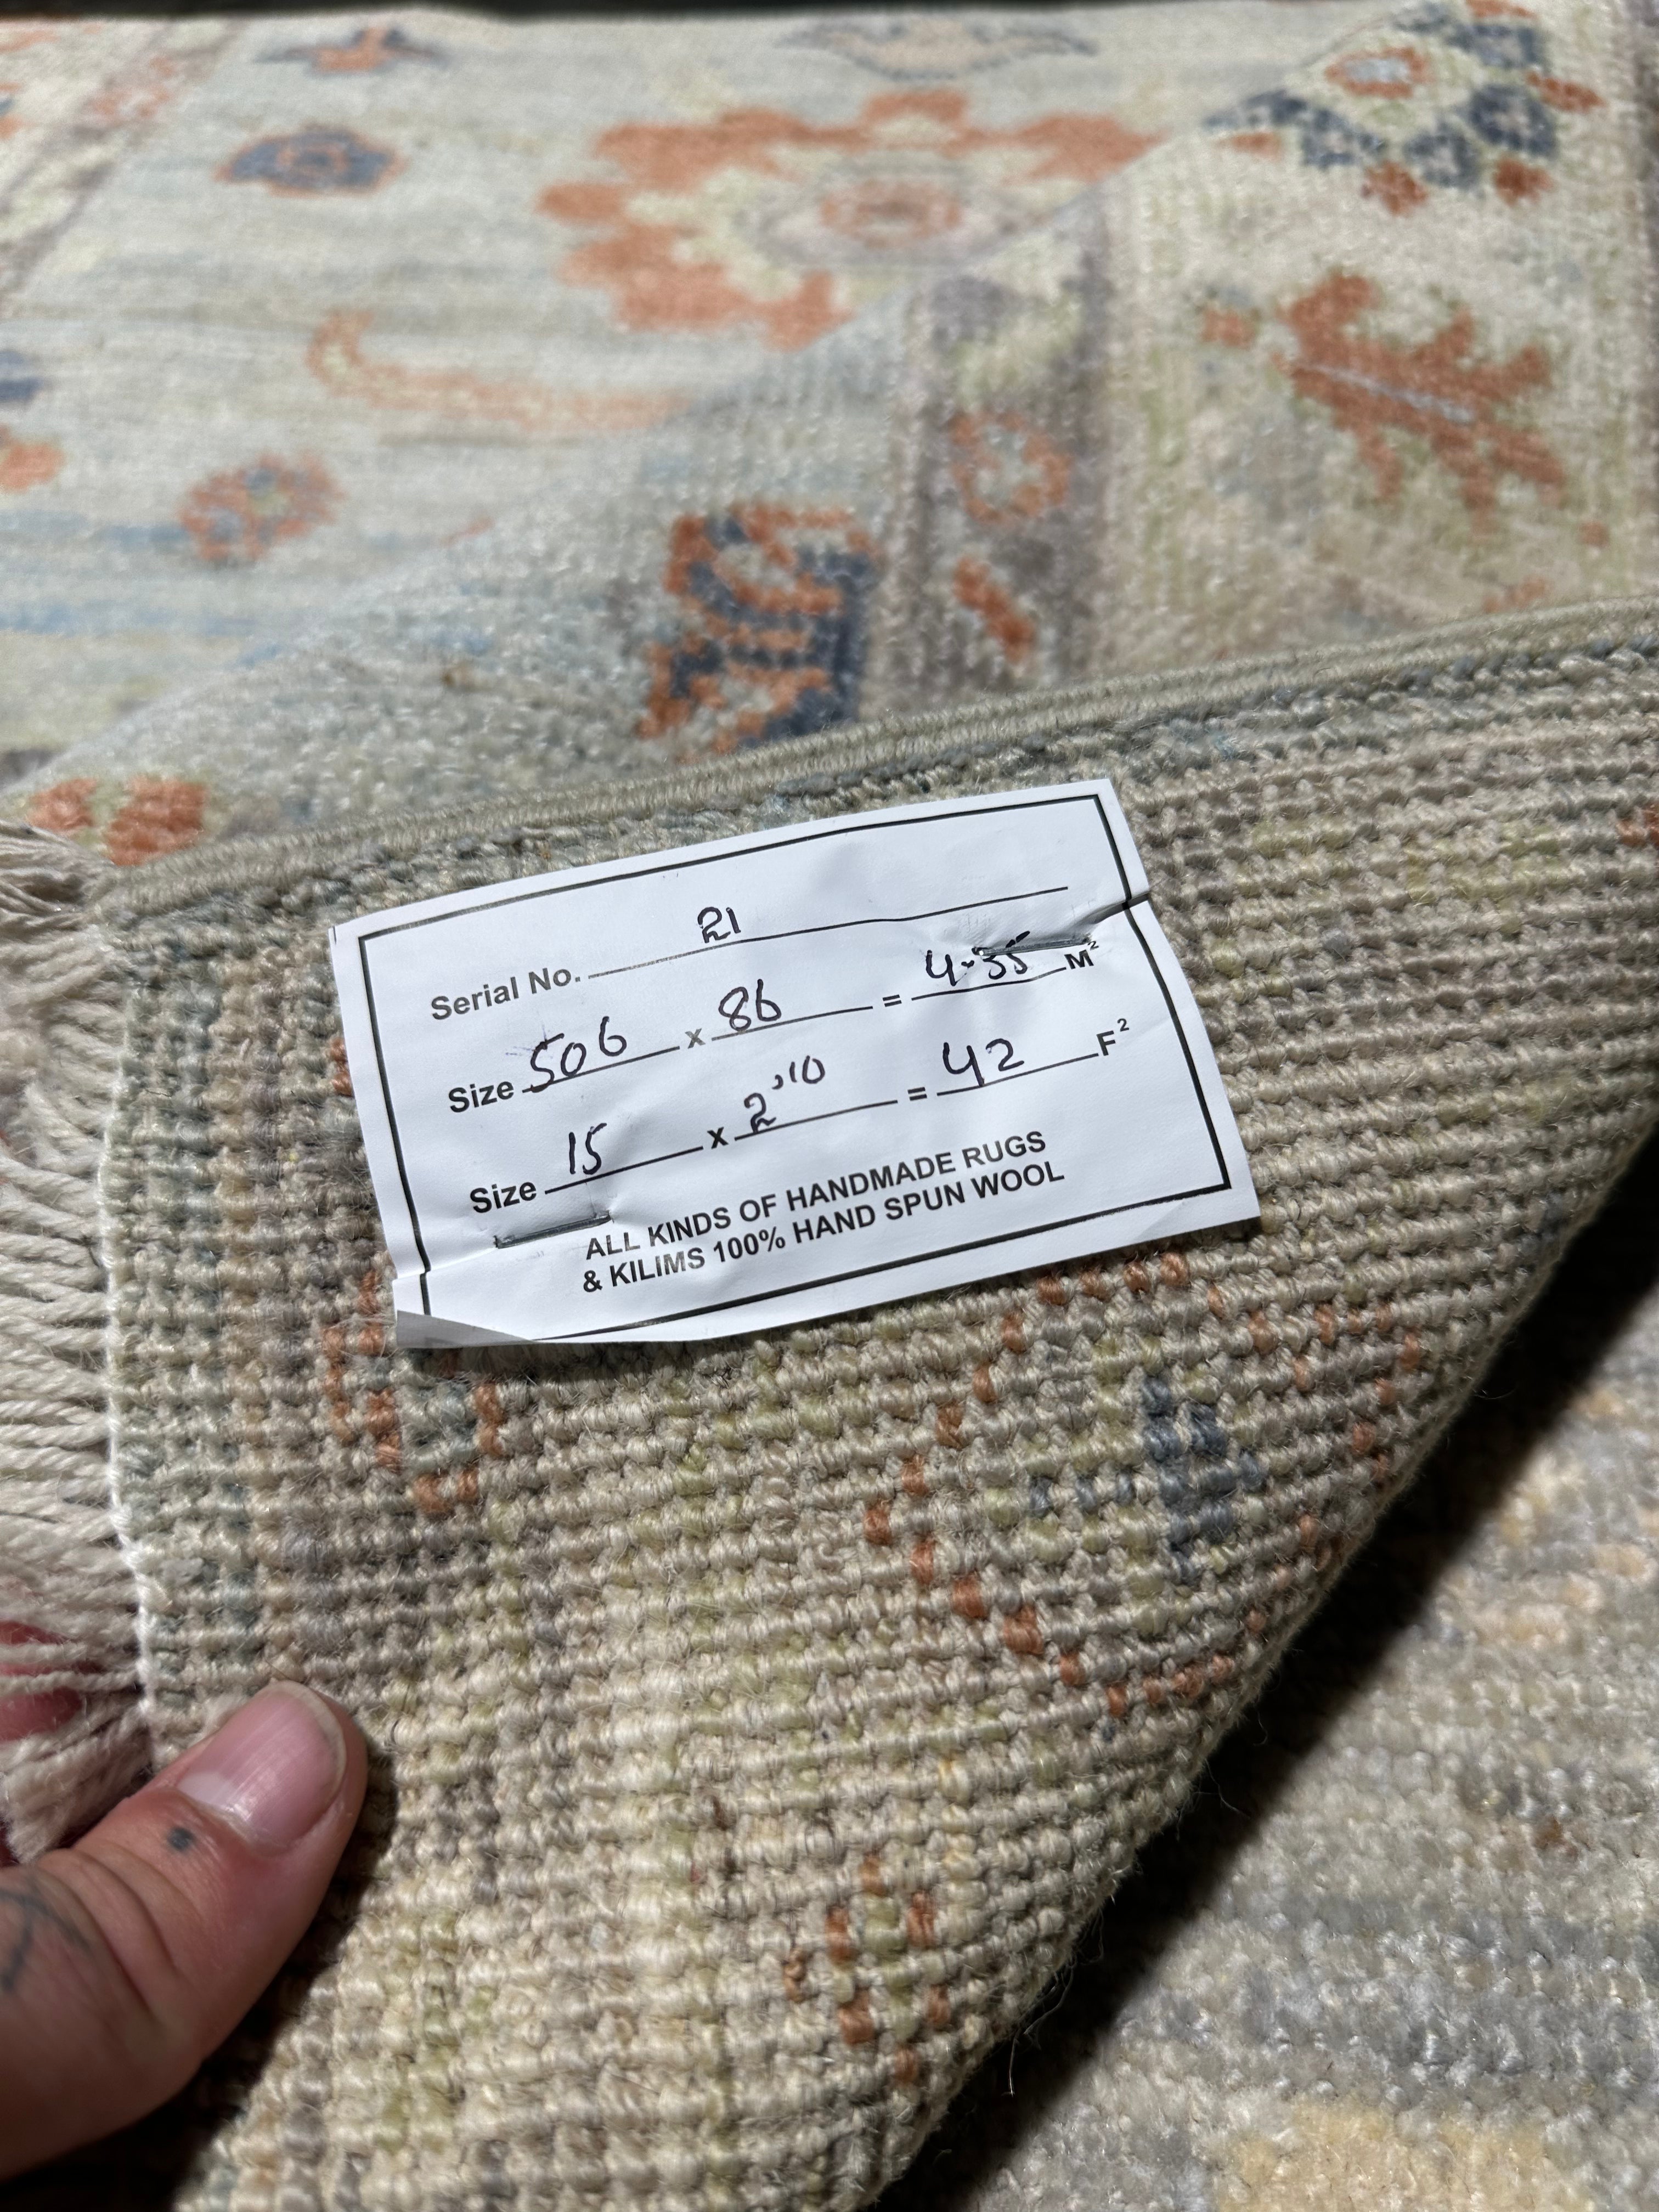 Serial No. 21
Size 506 x 86 = 4.35 M²
Size 15 x 2'10 = 42 F²
ALL KINDS OF HANDMADE RUGS
& KILIMS 100% HAND SPUN WOOL